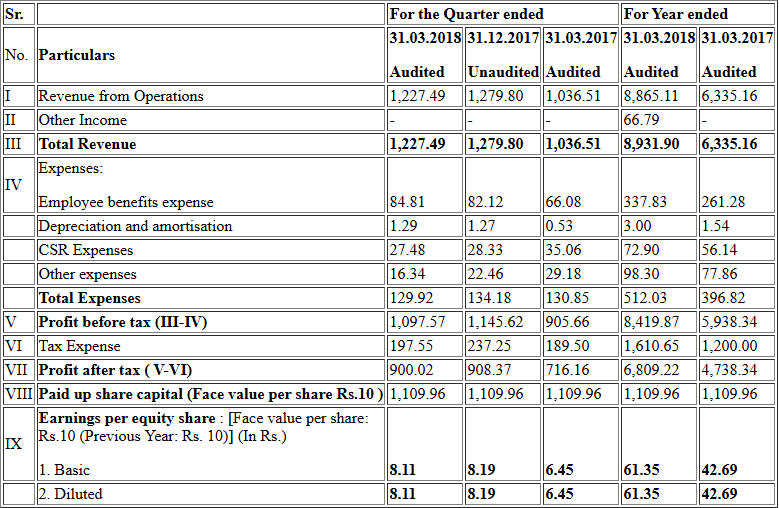 Sr. For the Quarter ended For Year ended
No. Particulars 31.03.2018 31.12.2017 31.03.2017 31.03.2018 31.03.2017
Audited Unaudited Audited Audited Audited
I Revenue from Operations 1,227.49 1,279.80 1,036.51 8,865.11 6,335.16
II Other Income - - - 66.79 -
III Total Revenue 1,227.49 1,279.80 1,036.51 8,931.90 6,335.16
IV Expenses:
Employee benefits expense 84.81 82.12 66.08 337.83 261.28
Depreciation and amortisation 1.29 1.27 0.53 3.00 1.54
CSR Expenses 27.48 28.33 35.06 72.90 56.14
Other expenses 16.34 22.46 29.18 98.30 77.86
Total Expenses 129.92 134.18 130.85 512.03 396.82
V Profit before tax (III-IV) 1,097.57 1,145.62 905.66 8,419.87 5,938.34
VI Tax Expense 197.55 237.25 189.50 1,610.65 1,200.00
VII Profit after tax ( V-VI) 900.02 908.37 716.16 6,809.22 4,738.34
VIII Paid up share capital (Face value per share Rs.10 ) 1,109.96 1,109.96 1,109.96 1,109.96 1,109.96
IX Earnings per equity share : [Face value per share:
Rs.10 (Previous Year: Rs. 10)] (In Rs.)
1. Basic 8.11 8.19 6.45 61.35 42.69
2. Diluted 8.11 8.19 6.45 61.35 42.69